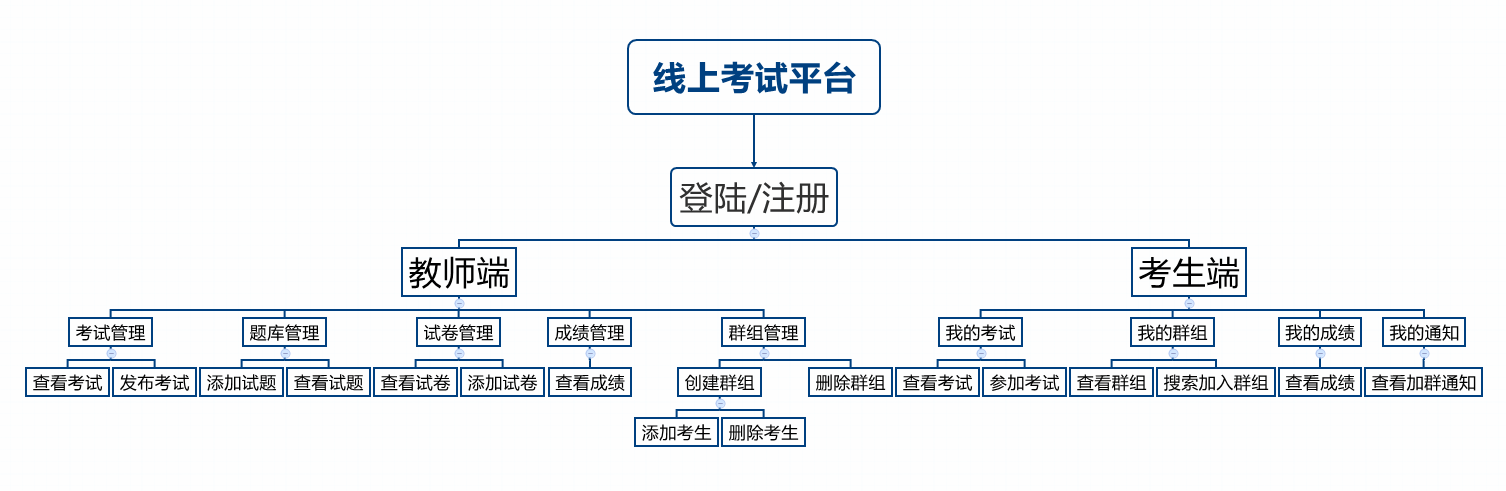 线上考试平台
登陆/注册
教师端
考生端
考试管理
题库管理
试卷管理
成绩管理
群组管理
我的考试
我的群组
我的成绩
我的通知
查看考试
发布考试
添加试题
查看试题
查看试卷
添加试卷
查看成绩
创建群组
删除群组
查看考试
参加考试
查看群组
搜索加入群组
查看成绩
查看加群通知
添加考生
删除考生